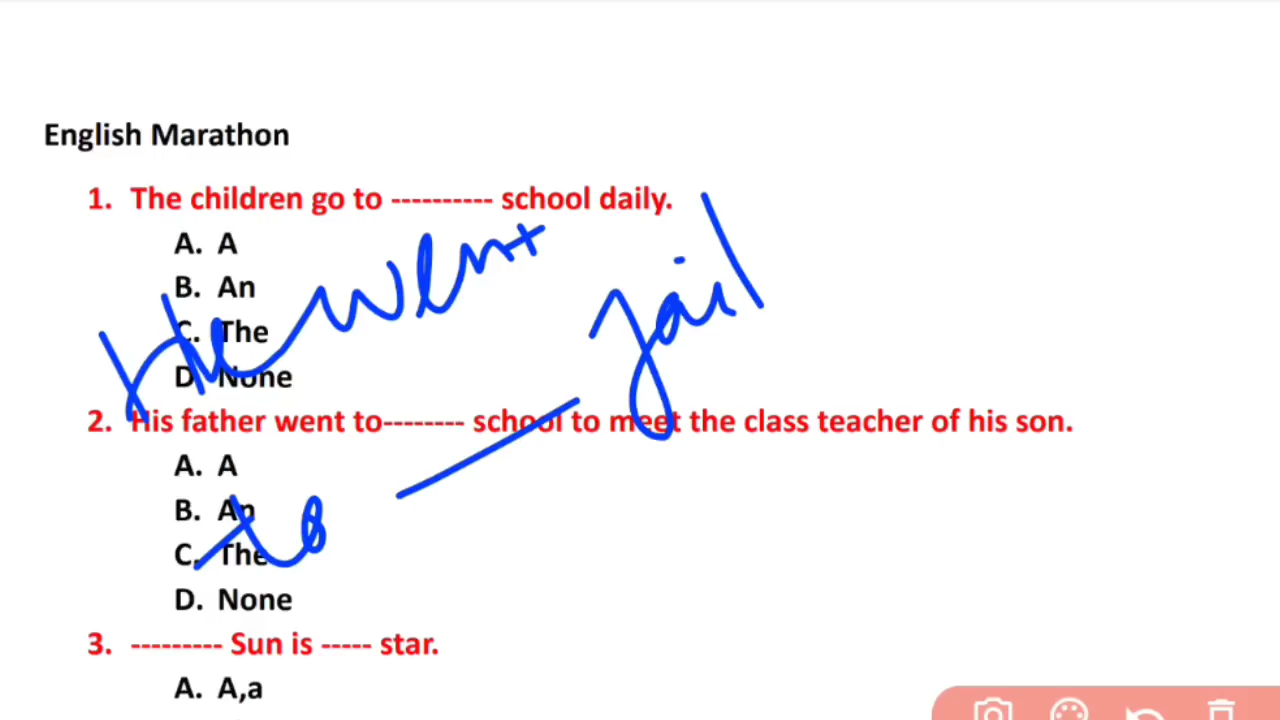 English Marathon
1. The children go to ---------- school daily.
A. A
B. An
C. The
D. None
He went
to — jail
2. His father went to-------- school to meet the class teacher of his son.
A. A
B. An
C. The
D. None
3. --------- Sun is ----- star.
A. A,a